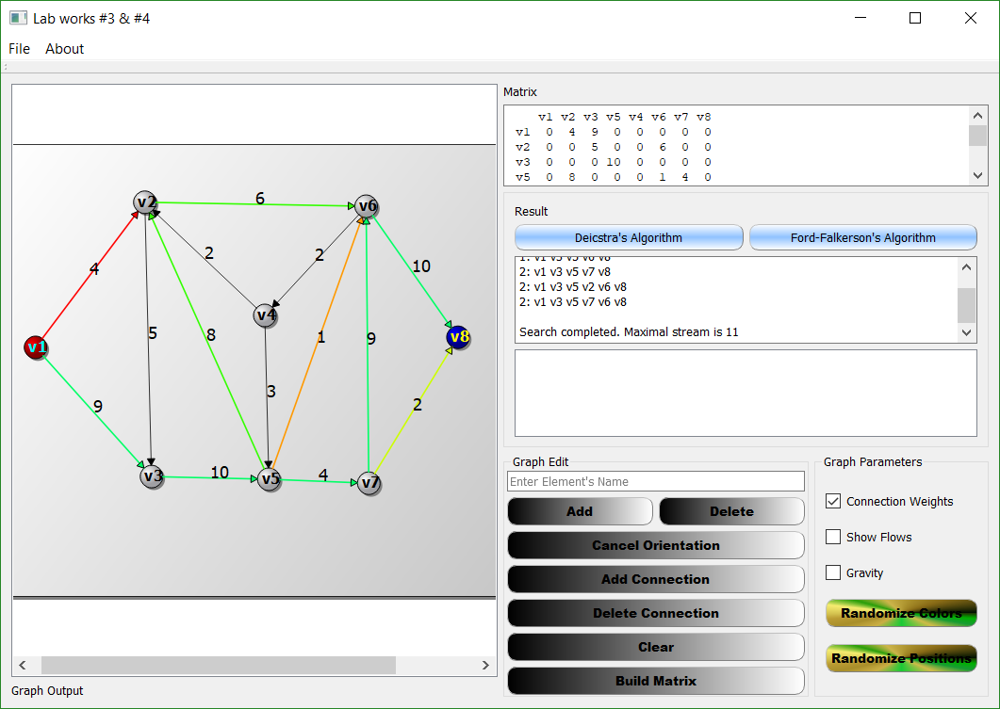 Lab works #3 & #4
File About
v2
6
v6
4
2
2
10
v4
5
8
1
9
v1
v8
9
3
2
v3
10
v5
4
v7
Graph Output
Matrix
v1 v2 v3 v5 v4 v6 v7 v8
v1 0 4 9 0 0 0 0 0
v2 0 0 5 0 0 6 0 0
v3 0 0 0 10 0 0 0 0
v5 0 8 0 0 0 1 4 0
Result
Deicstra's Algorithm Ford-Falkerson's Algorithm
1: v1 v3 v5 v6 v8
2: v1 v3 v5 v7 v8
2: v1 v3 v5 v2 v6 v8
2: v1 v3 v5 v7 v6 v8
Search completed. Maximal stream is 11
Graph Edit
Enter Element's Name
Add Delete
Cancel Orientation
Add Connection
Delete Connection
Clear
Build Matrix
Graph Parameters
Connection Weights
Show Flows
Gravity
Randomize Colors
Randomize Positions